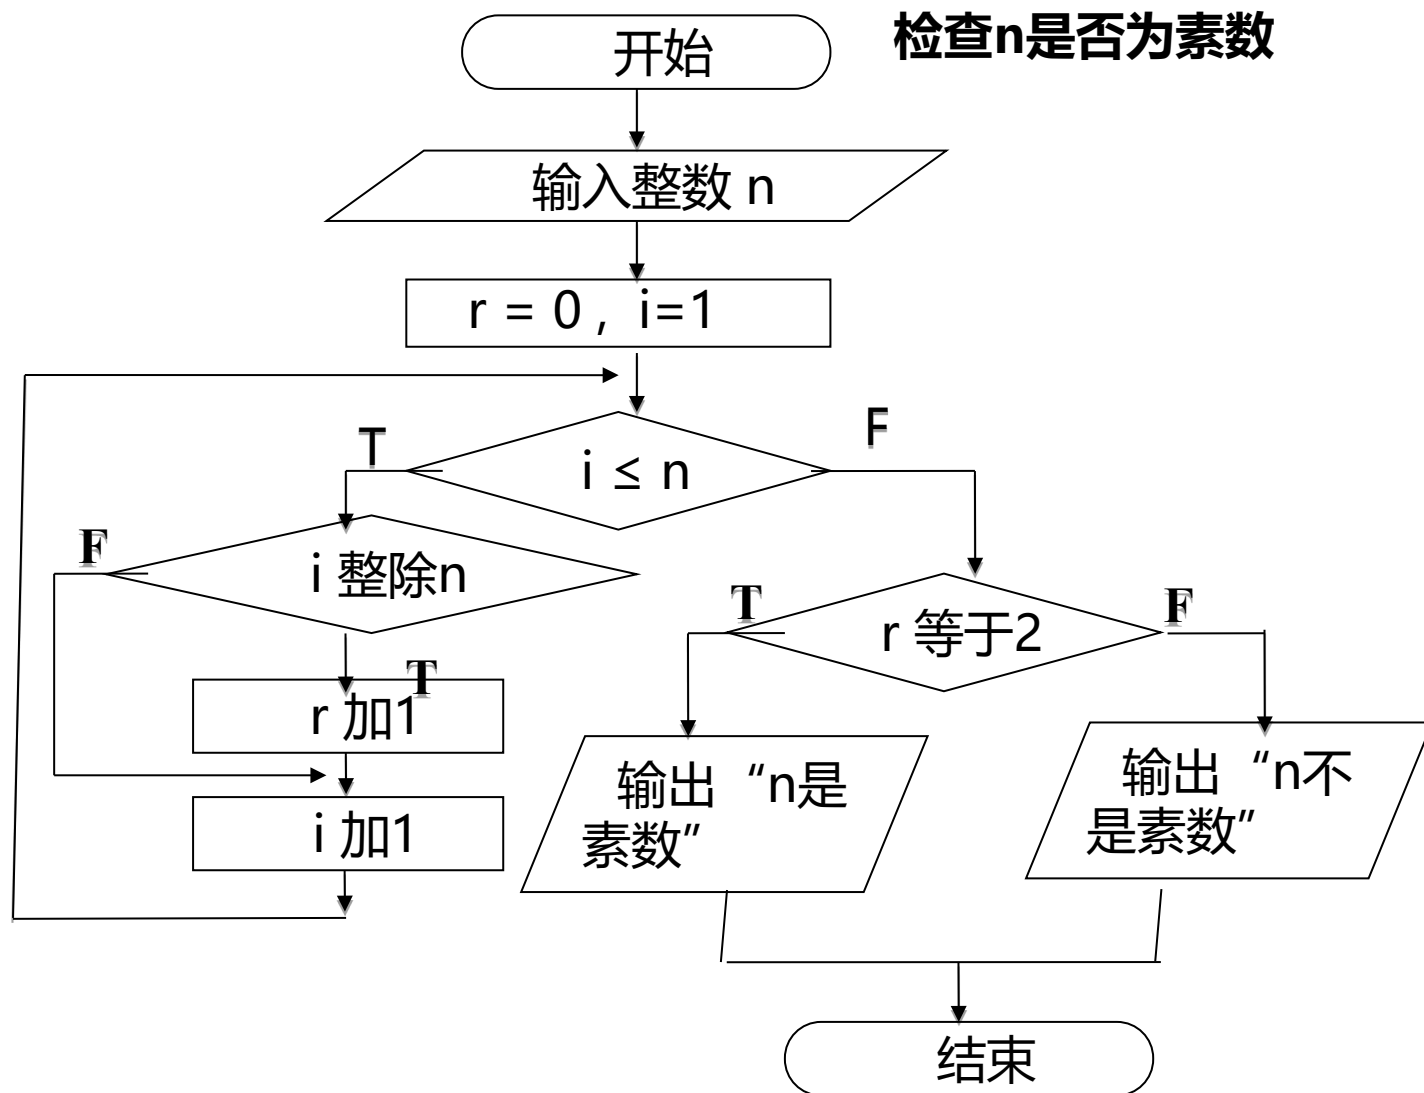 检查n是否为素数
开始
输入整数 n
r = 0 , i=1
T
F
i ≤ n
F
i 整除n
T
r 加1
i 加1
T
F
r 等于2
输出 “n是
素数”
输出 “n不
是素数”
结束